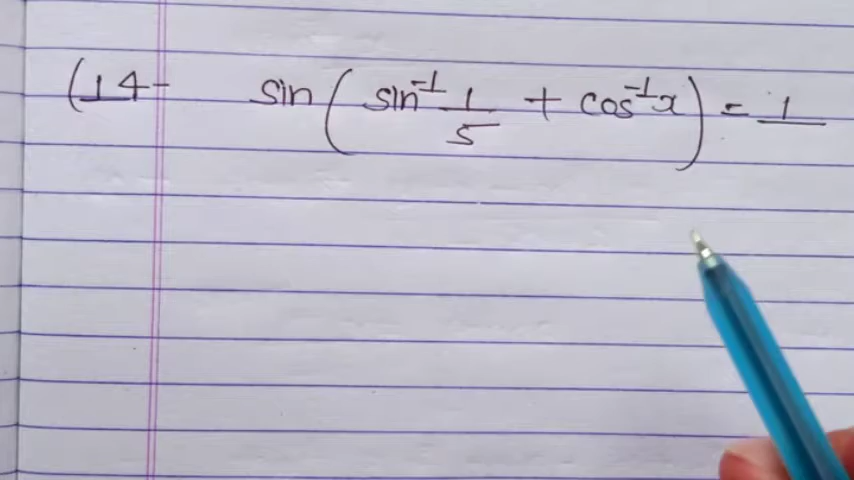 (14- sin(sin⁻¹ 1/5 + cos⁻¹x) = 1